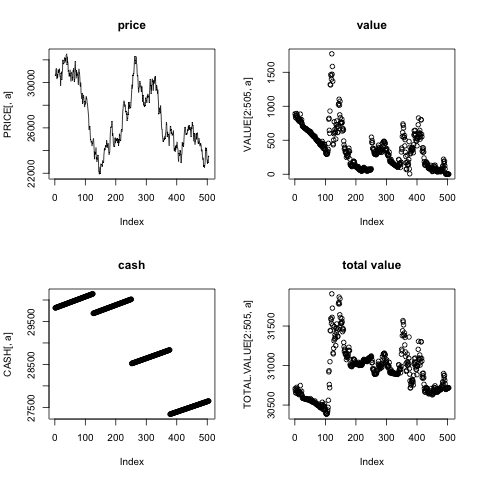 price
PRICE[, a]
22000 26000 30000
0 100 200 300 400 500
Index
value
VALUE[2:505, a]
0 500 1000 1500
0 100 200 300 400 500
Index
cash
CASH[, a]
27500 28500 29500
0 100 200 300 400 500
Index
total value
TOTAL.VALUE[2:505, a]
30500 31000 31500
0 100 200 300 400 500
Index